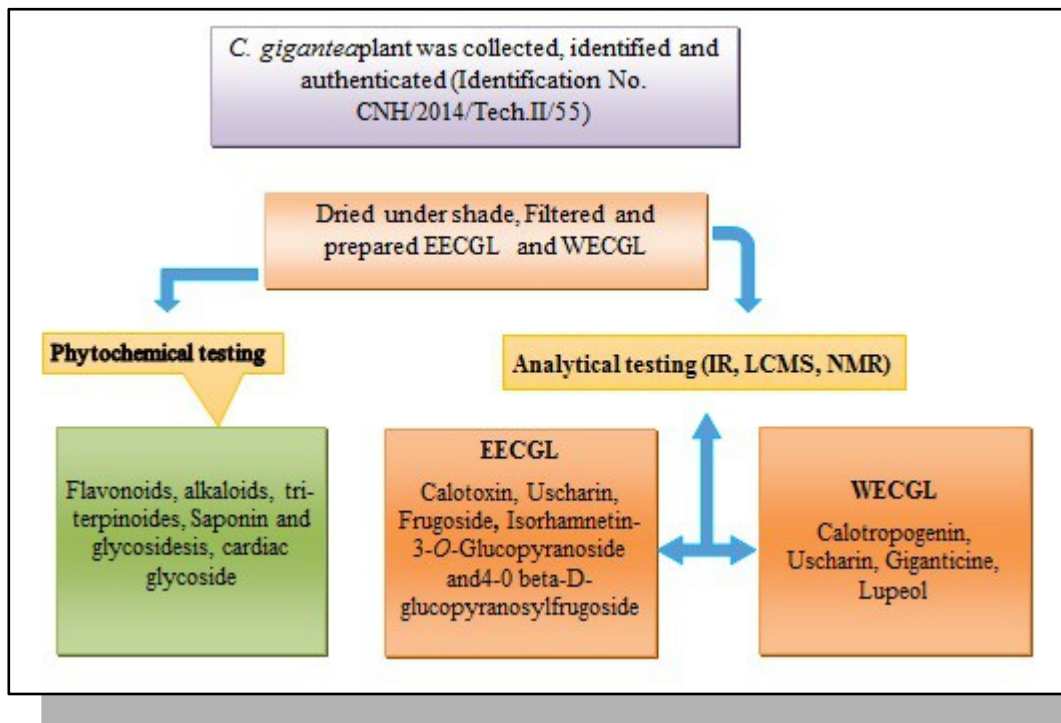 C. giganteaplant was collected, identified and
authenticated (Identification No.
CNH/2014/Tech.II/55)
Dried under shade, Filtered and
prepared EECGL and WECGL
Phytochemical testing
Analytical testing (IR, LCMS, NMR)
Flavonoids, alkaloids, tri-
terpinoides, Saponin and
glycosidesis, cardiac
glycoside
EECGL
Calotoxin, Uscharin,
Frugoside, Isorhamnetin-
3-O-Glucopyranoside
and4-0 beta-D-
glucopyranosylfrugoside
WECGL
Calotropogenin,
Uscharin, Giganticine,
Lupeol